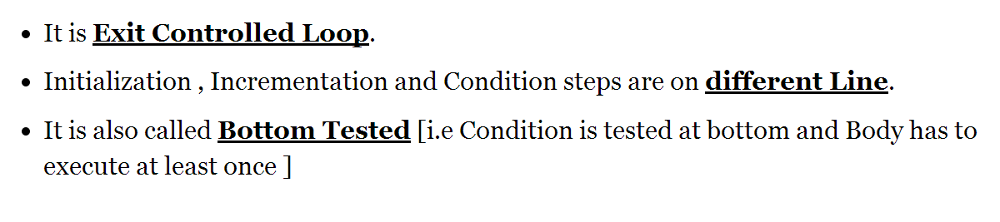 • It is Exit Controlled Loop.
• Initialization , Incrementation and Condition steps are on different Line.
• It is also called Bottom Tested [i.e Condition is tested at bottom and Body has to
execute at least once ]